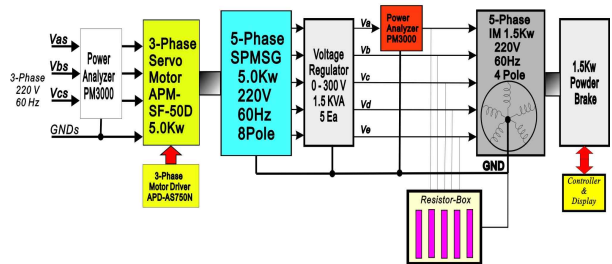 Vas
Vbs
Vcs
GNDs
3-Phase
220 V
60 Hz
Power
Analyzer
PM3000
3-Phase
Servo
Motor
APM-
SF-50D
5.0Kw
3-Phase
Motor Driver
APD-AS750N
5-Phase
SPMSG
5.0Kw
220V
60Hz
8Pole
Voltage
Regulator
0 - 300 V
1.5 KVA
5 Ea
Va
Vb
Vc
Vd
Ve
Power
Analyzer
PM3000
5-Phase
IM 1.5Kw
220V
60Hz
4 Pole
GND
Resistor-Box
1.5Kw
Powder
Brake
Controller
&
Display